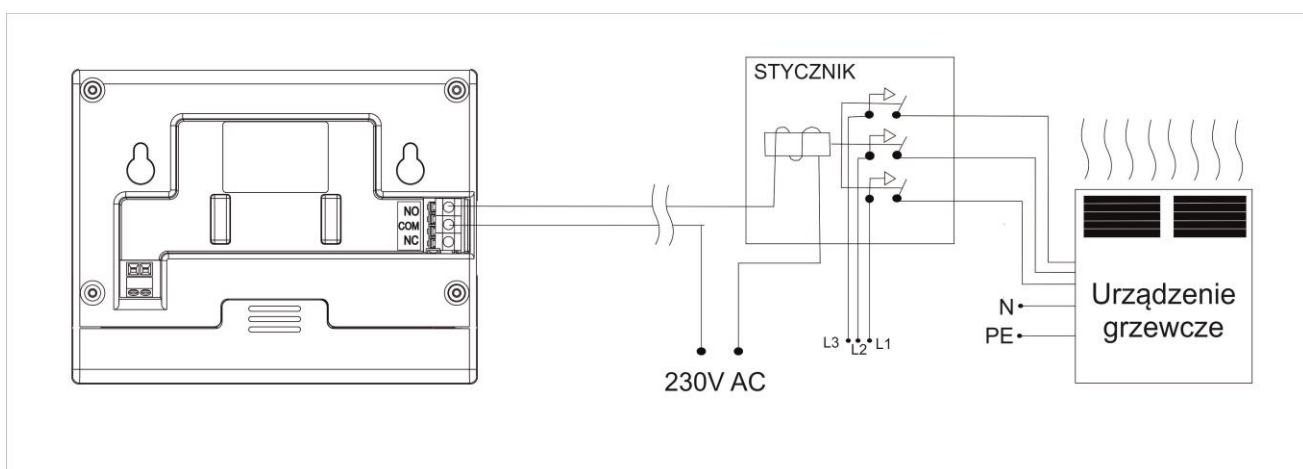 STYCZNIK
NO
COM
NC
L3 L2 L1
230V AC
N
PE
Urządzenie
grzewcze